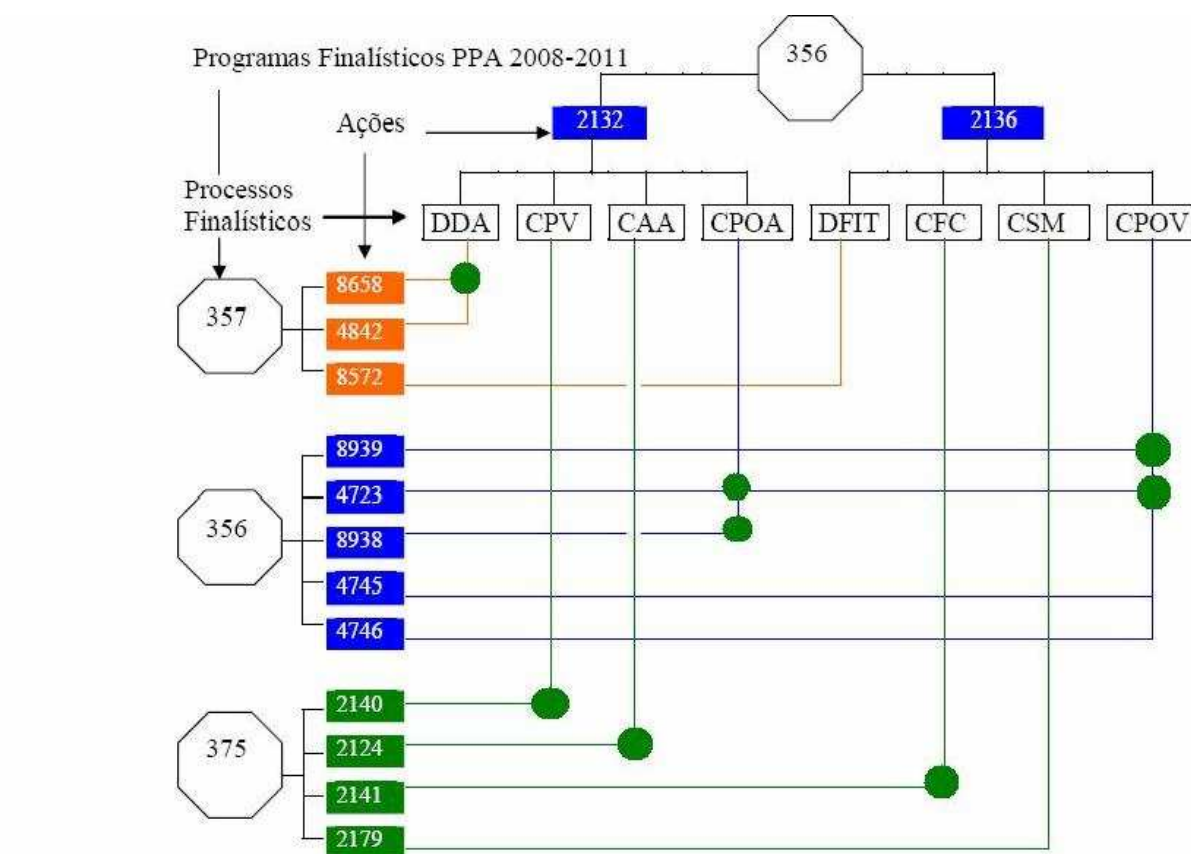 Programas Finalísticos PPA 2008-2011
356
Ações
2132
2136
Processos
Finalísticos
DDA
CPV
CAA
CPOA
DFIT
CFC
CSM
CPOV
357
8658
4842
8572
356
8939
4723
8938
4745
4746
375
2140
2124
2141
2179